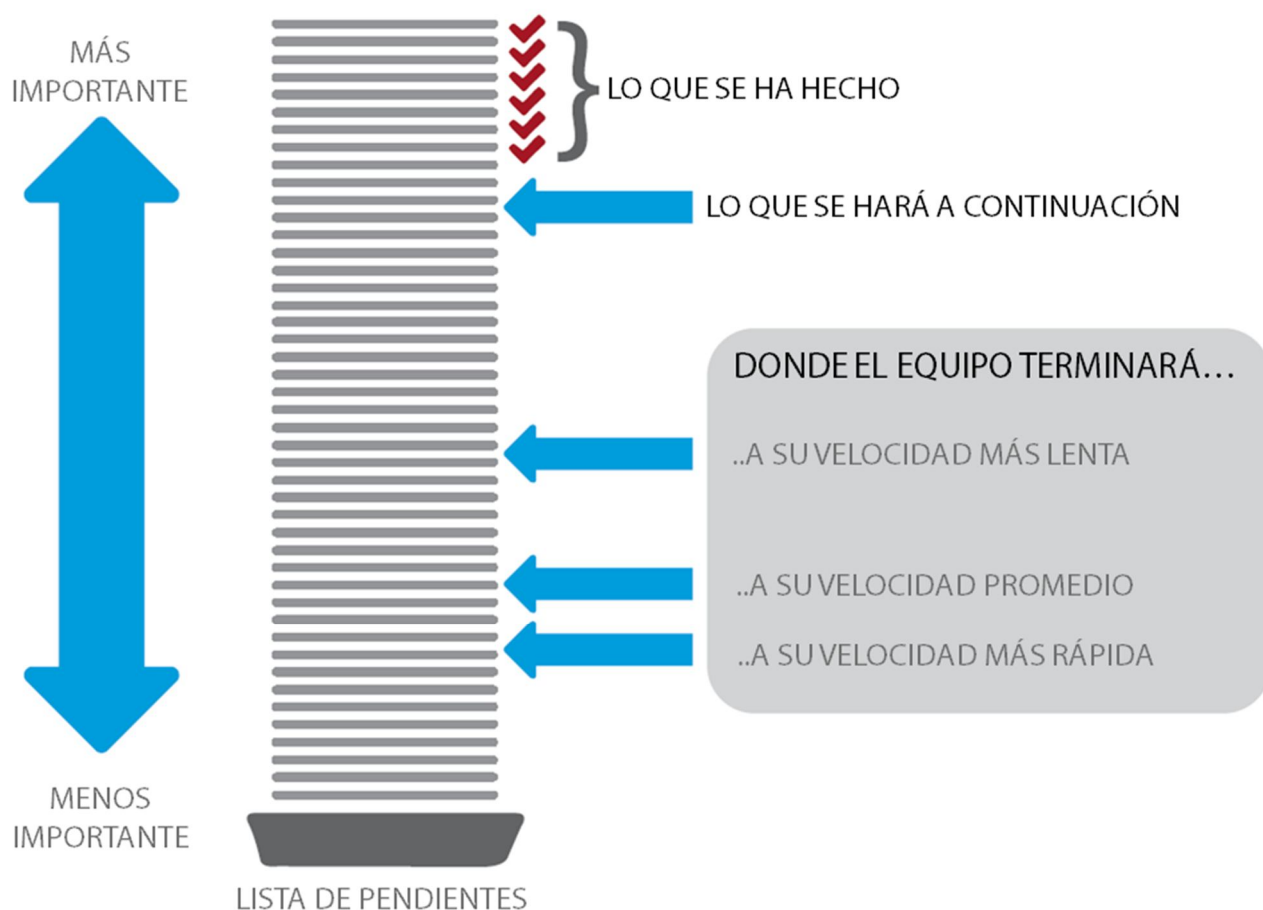 MÁS
IMPORTANTE
LO QUE SE HA HECHO
LO QUE SE HARÁ A CONTINUACIÓN
DONDE EL EQUIPO TERMINARÁ...
..A SU VELOCIDAD MÁS LENTA
..A SU VELOCIDAD PROMEDIO
..A SU VELOCIDAD MÁS RÁPIDA
MENOS
IMPORTANTE
LISTA DE PENDIENTES